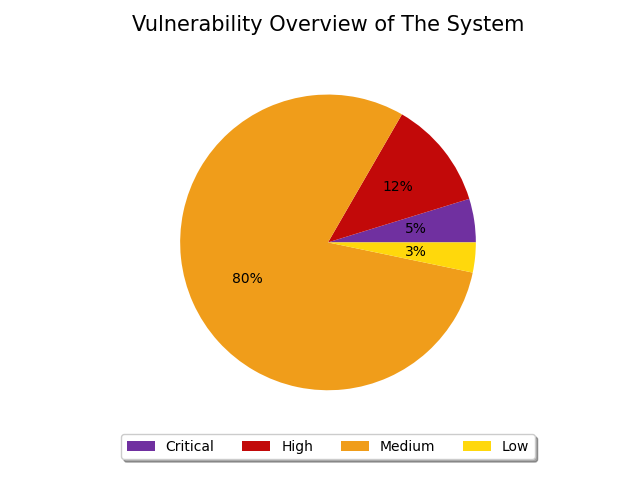 Vulnerability Overview of The System
12%
5%
3%
80%
Critical High Medium Low